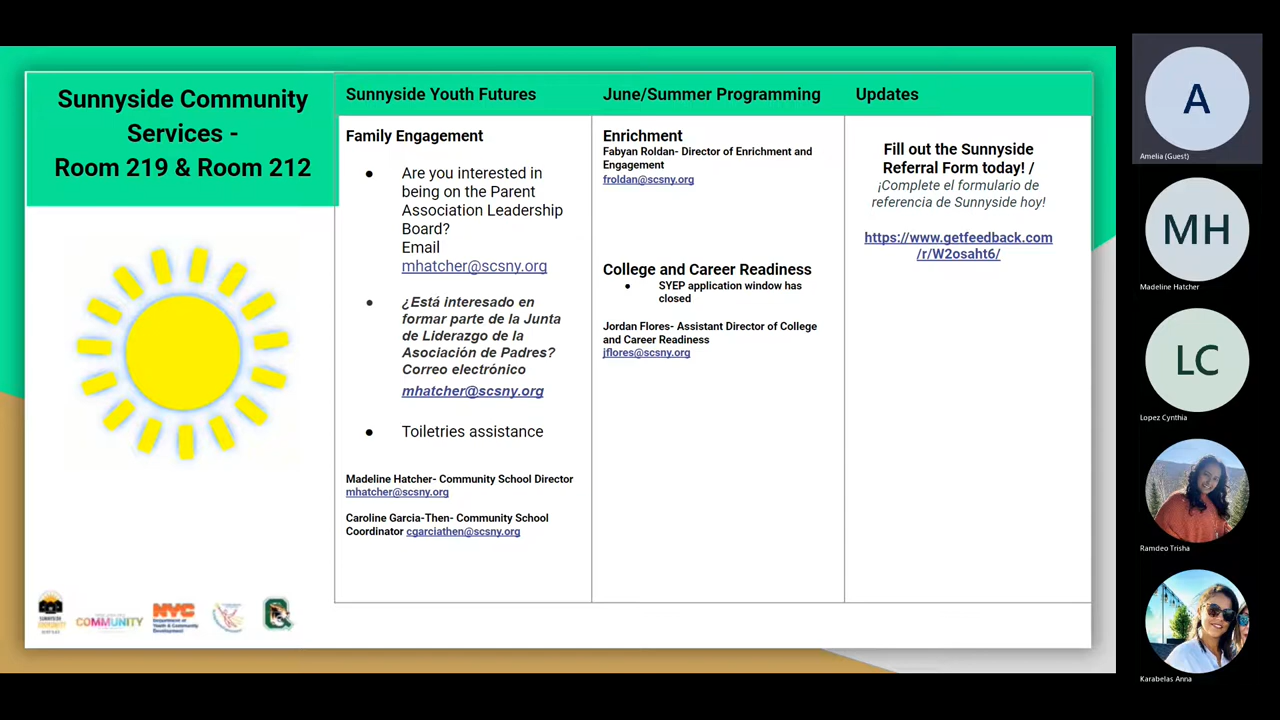 Sunnyside Community
Services -
Room 219 & Room 212
Sunnyside Youth Futures
Family Engagement
● Are you interested in
being on the Parent
Association Leadership
Board?
Email
mhatcher@scsny.org
● ¿Está interesado en
formar parte de la Junta
de Liderazgo de la
Asociación de Padres?
Correo electrónico
mhatcher@scsny.org
● Toiletries assistance
Madeline Hatcher- Community School Director
mhatcher@scsny.org
Caroline Garcia-Then- Community School
Coordinator cgarciathen@scsny.org
June/Summer Programming
Enrichment
Fabyan Roldan- Director of Enrichment and
Engagement
froldan@scsny.org
College and Career Readiness
● SYEP application window has
closed
Jordan Flores- Assistant Director of College
and Career Readiness
jflores@scsny.org
Updates
Fill out the Sunnyside
Referral Form today! /
¡Complete el formulario de
referencia de Sunnyside hoy!
https://www.getfeedback.com
/r/W2osaht6/
COMMUNITY
NYC
Department of
Youth & Community
Development
A
Amelia (Guest)
MH
Madeline Hatcher
LC
Lopez Cynthia
Ramdeo Trisha
Karabelas Anna